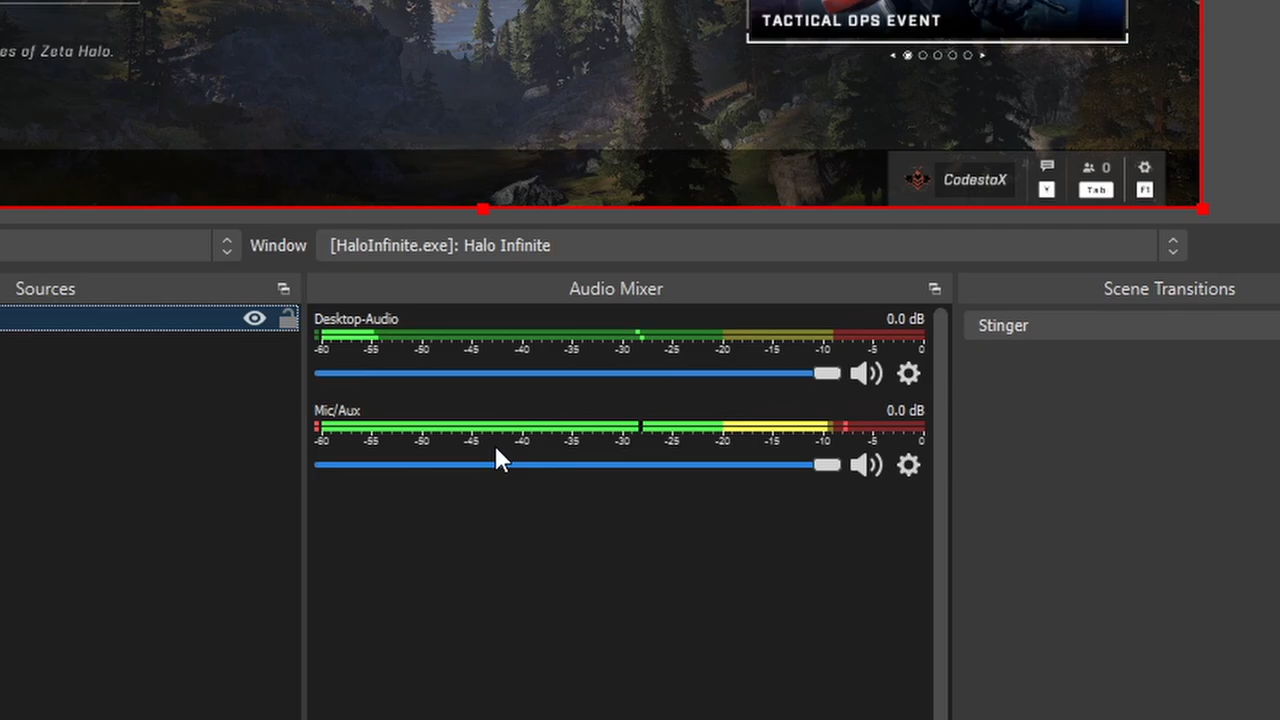 TACTICAL OPS EVENT
es of Zeta Halo.
CodestaX
0
Y
Tab
F1
Window
[HaloInfinite.exe]: Halo Infinite
Sources
Audio Mixer
Scene Transitions
Desktop-Audio
0.0 dB
-60 -55 -50 -45 -40 -35 -30 -25 -20 -15 -10 -5 0
Stinger
Mic/Aux
0.0 dB
-60 -55 -50 -45 -40 -35 -30 -25 -20 -15 -10 -5 0